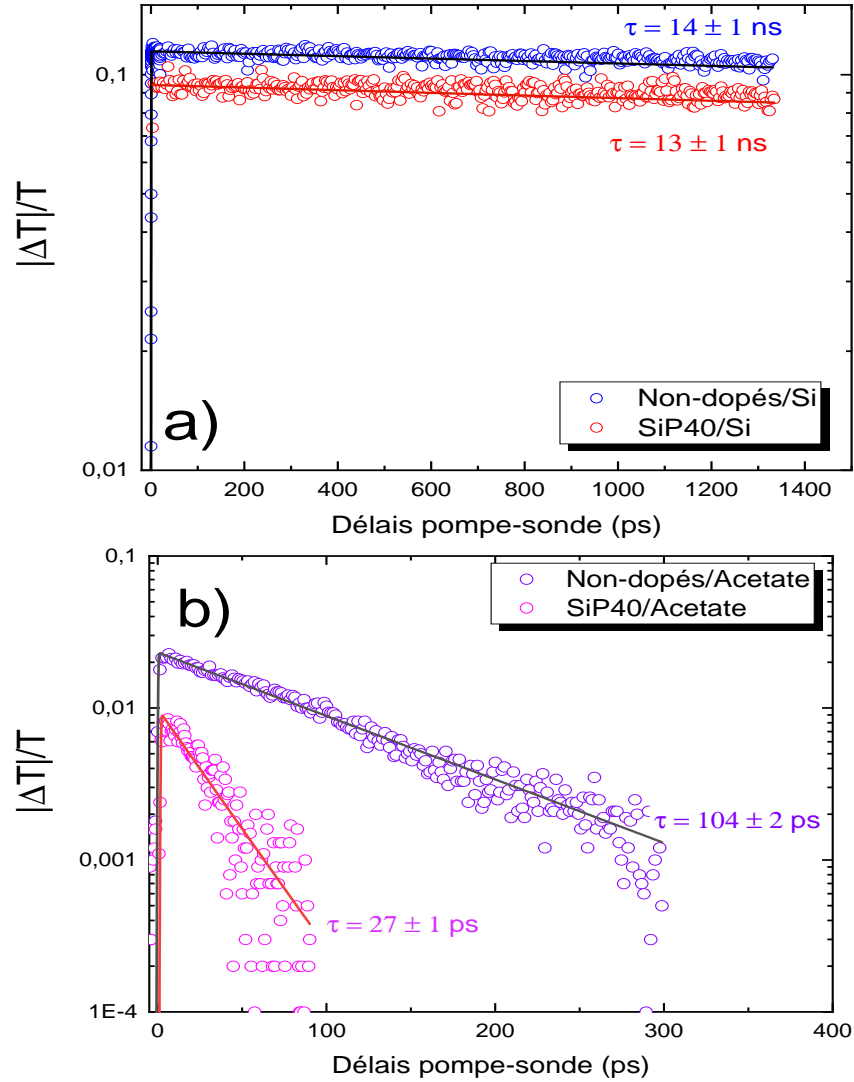 0.1
τ = 14 ± 1 ns
τ = 13 ± 1 ns
|ΔT|/T
a)
Non-dopés/Si
SiP40/Si
0,01
0 200 400 600 800 1000 1200 1400
Délais pompe-sonde (ps)
0,1
Non-dopés/Acetate
SiP40/Acetate
b)
0,01
|ΔT|/T
τ = 104 ± 2 ps
0,001
τ = 27 ± 1 ps
1E-4
0 100 200 300 400
Délais pompe-sonde (ps)